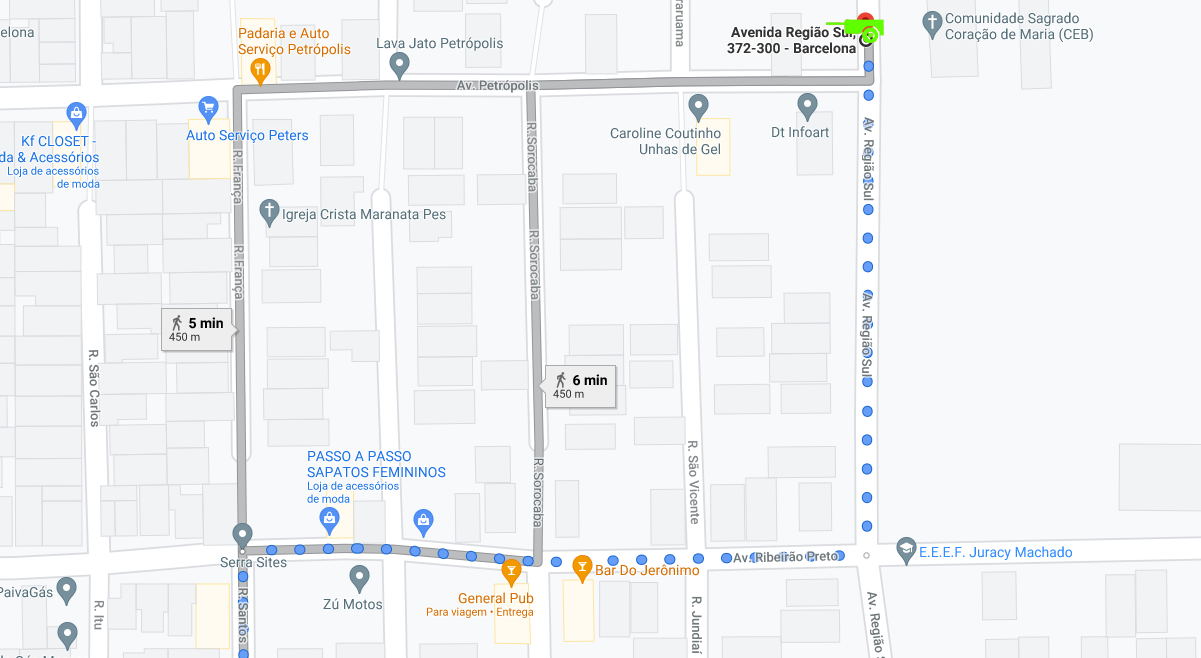 elona
Padaria e Auto
Serviço Petrópolis
Lava Jato Petrópolis
Avenida Região Sul,
372-300 - Barcelona
Comunidade Sagrado
Coração de Maria (CEB)
Av. Petrópolis
Kf CLOSET -
da & Acessórios
Loja de acessórios
de moda
Auto Serviço Peters
Caroline Coutinho
Unhas de Gel
Dt Infoart
R. França
R. Sorocaba
Av. Região Sul
Igreja Crista Maranata Pes
R. França
R. Sorocaba
Av. Região Sul
5 min
450 m
6 min
450 m
R. São Carlos
PASSO A PASSO
SAPATOS FEMININOS
Loja de acessórios
de moda
R. Sorocaba
R. São Vicente
Serra Sites
Av. Ribeirão Preto
E.E.E.F. Juracy Machado
Bar Do Jerônimo
PaivaGás
R. Itu
R. Santos
Zú Motos
General Pub
Para viagem • Entrega
R. Jundiaí
Av. Região S